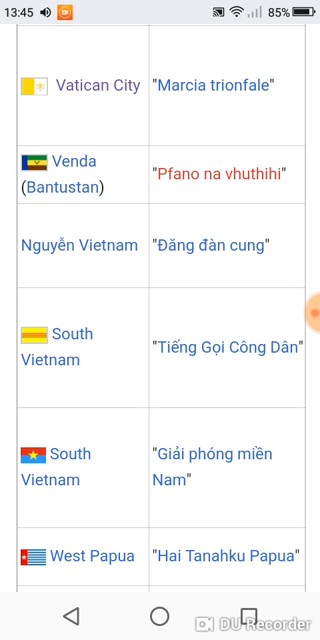 13:45
85%
Vatican City
"Marcia trionfale"
Venda
(Bantustan)
"Pfano na vhuthihi"
Nguyễn Vietnam
"Đăng đàn cung"
South
Vietnam
"Tiếng Gọi Công Dân"
South
Vietnam
"Giải phóng miền
Nam"
West Papua
"Hai Tanahku Papua"
DU Recorder